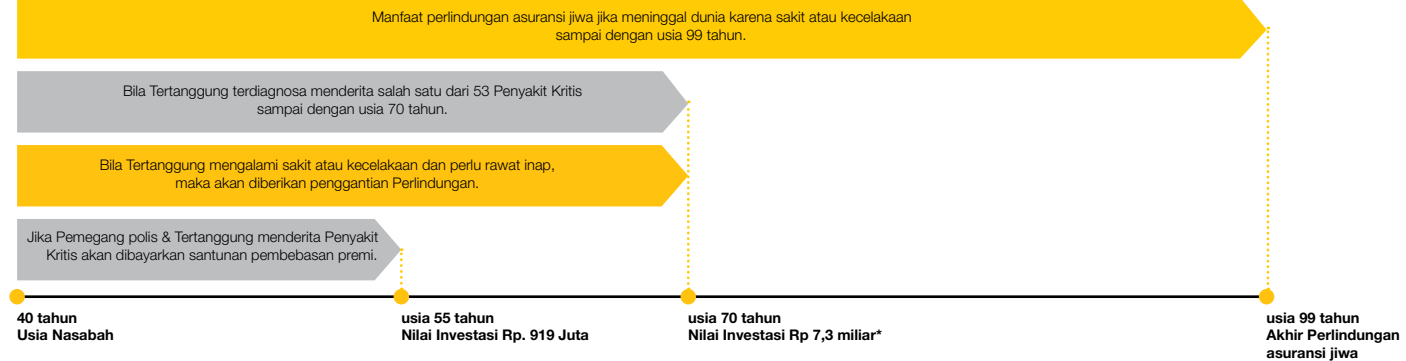 Manfaat perlindungan asuransi jiwa jika meninggal dunia karena sakit atau kecelakaan
sampai dengan usia 99 tahun.
Bila Tertanggung terdiagnosa menderita salah satu dari 53 Penyakit Kritis
sampai dengan usia 70 tahun.
Bila Tertanggung mengalami sakit atau kecelakaan dan perlu rawat inap,
maka akan diberikan penggantian Perlindungan.
Jika Pemegang polis & Tertanggung menderita Penyakit
Kritis akan dibayarkan santunan pembebasan premi.
40 tahun
Usia Nasabah
usia 55 tahun
Nilai Investasi Rp. 919 Juta
usia 70 tahun
Nilai Investasi Rp 7,3 miliar*
usia 99 tahun
Akhir Perlindungan
asuransi jiwa